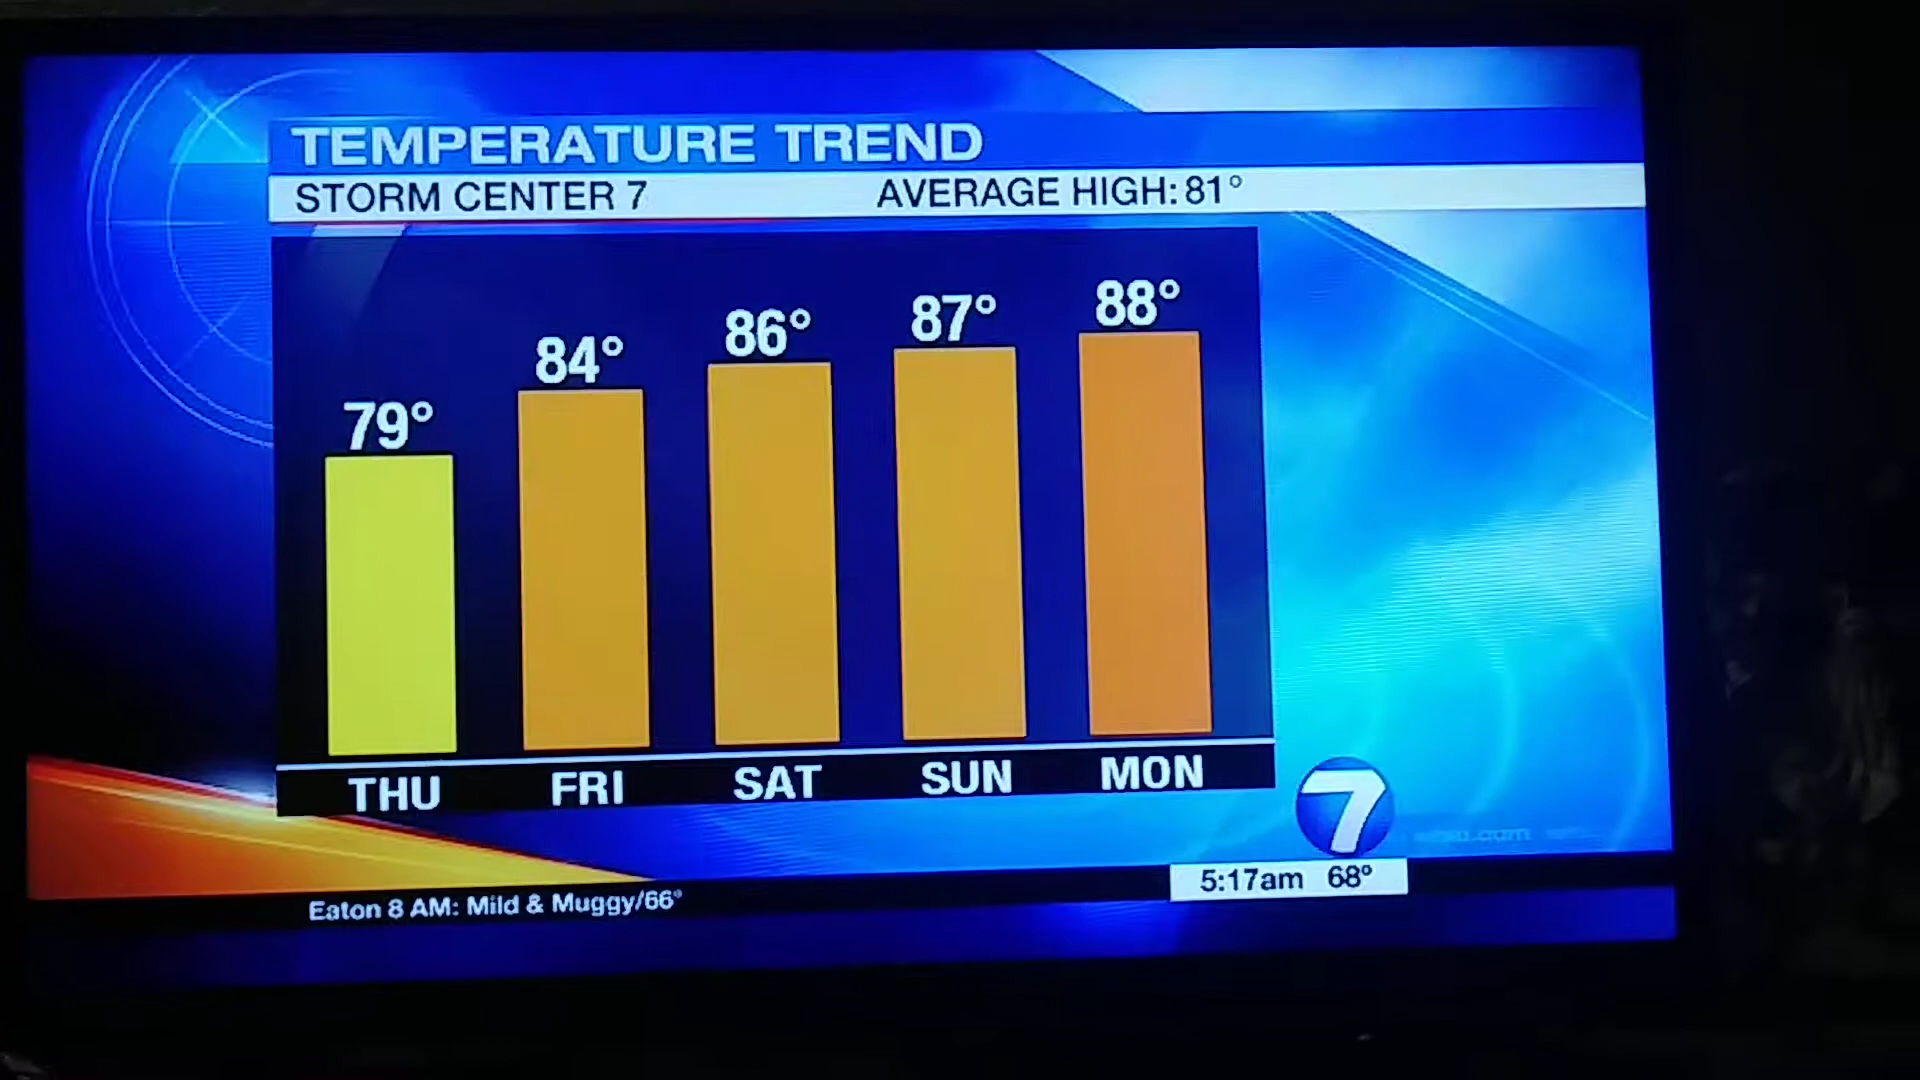 TEMPERATURE TREND
STORM CENTER 7 AVERAGE HIGH: 81°
79° 84° 86° 87° 88°
THU FRI SAT SUN MON
7
5:17am 68°
Eaton 8 AM: Mild & Muggy/66°